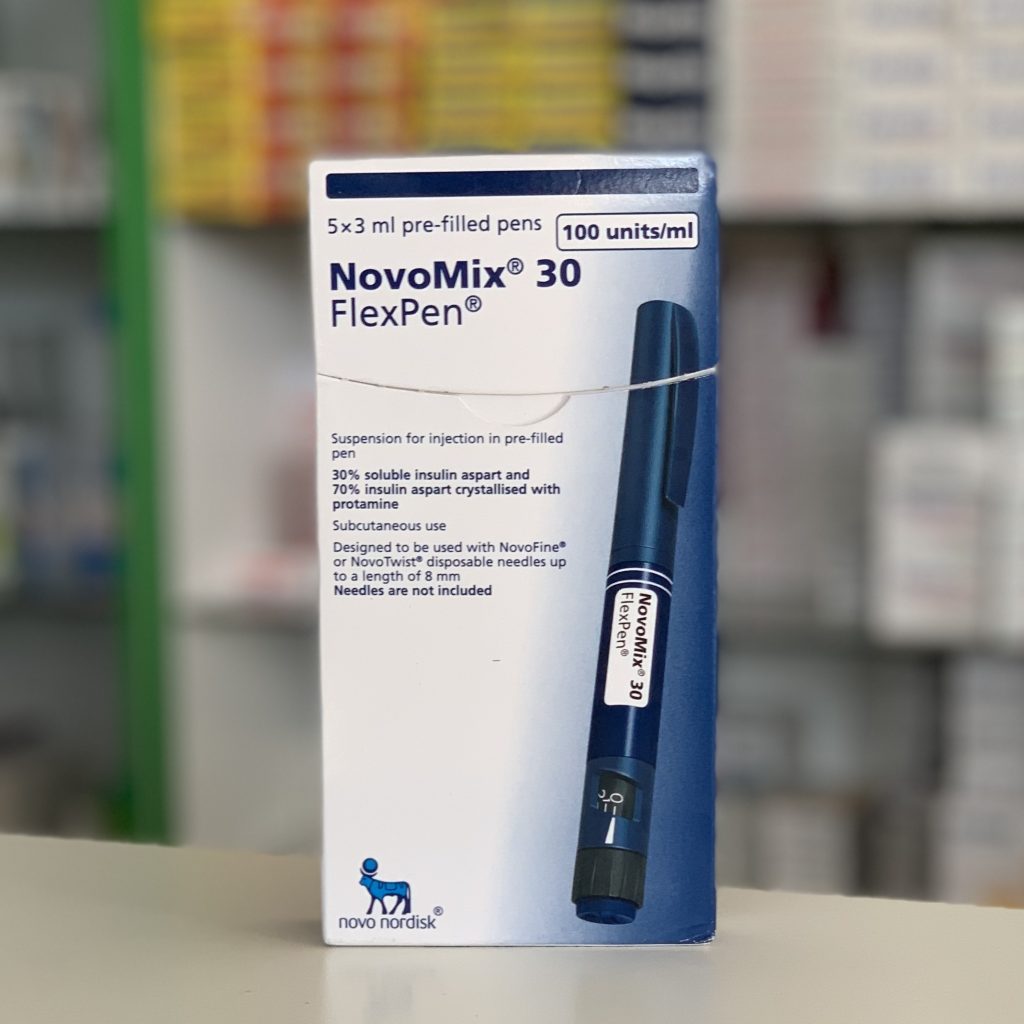 5×3 ml pre-filled pens
100 units/ml
NovoMix® 30
FlexPen®
Suspension for injection in pre-filled
pen
30% soluble insulin aspart and
70% insulin aspart crystallised with
protamine
Subcutaneous use
Designed to be used with NovoFine®
or NovoTwist® disposable needles up
to a length of 8 mm
Needles are not included
NovoMix® 30
FlexPen®
novo nordisk®